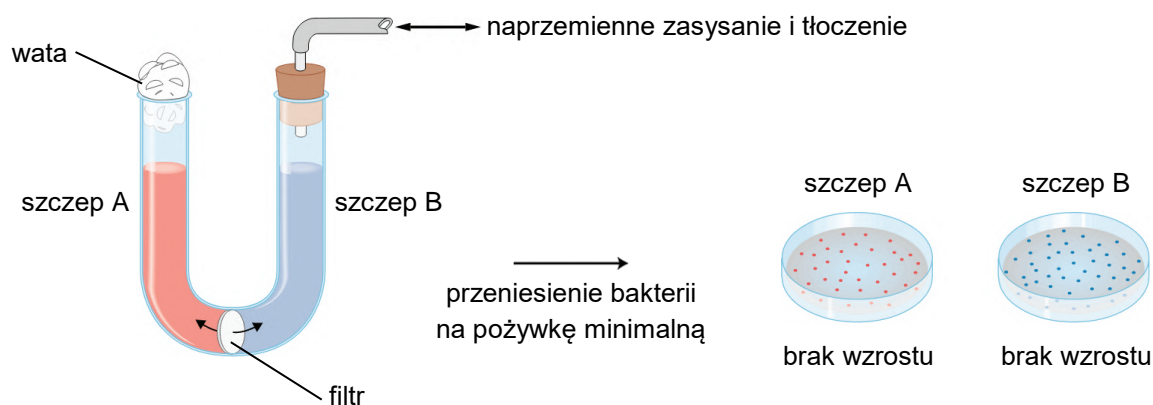 naprzemienne zasysanie i tłoczenie
wata
szczep A
szczep B
przeniesienie bakterii
na pożywkę minimalną
filtr
szczep A
szczep B
brak wzrostu
brak wzrostu